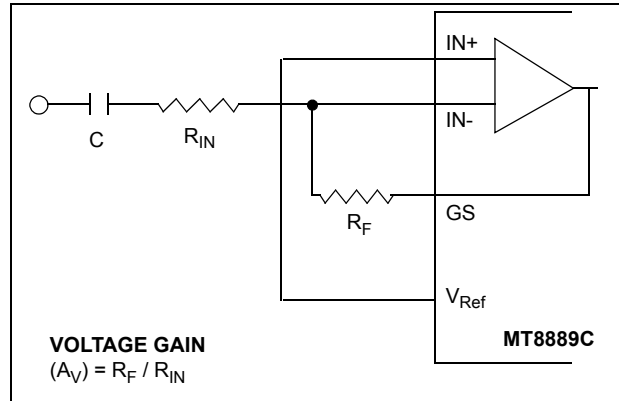 IN+
C
R_IN
IN-
R_F
GS
V_Ref
MT8889C
VOLTAGE GAIN
(A_V) = R_F / R_IN